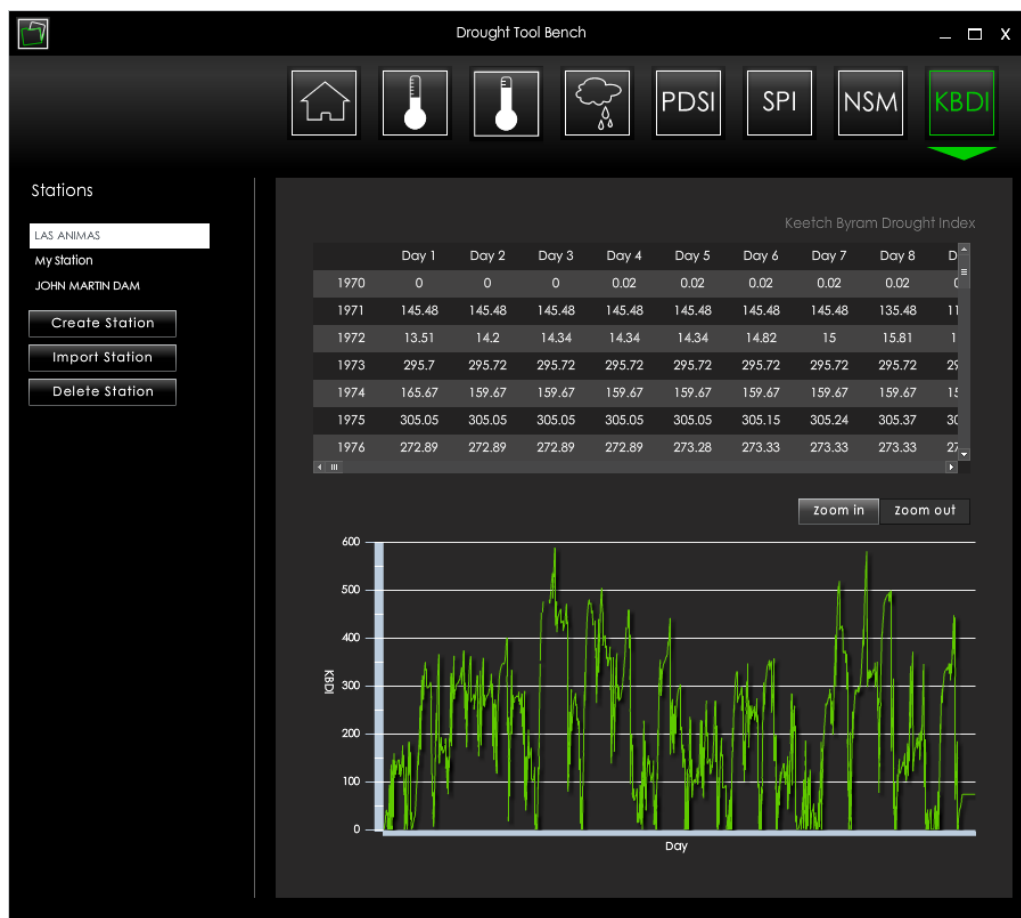 Drought Tool Bench
X
PDSI SPI NSM KBDI
Stations
LAS ANIMAS
My Station
JOHN MARTIN DAM
Create Station
Import Station
Delete Station
Keetch Byram Drought Index
Day 1 Day 2 Day 3 Day 4 Day 5 Day 6 Day 7 Day 8
1970 0 0 0 0.02 0.02 0.02 0.02 0.02
1971 145.48 145.48 145.48 145.48 145.48 145.48 145.48 135.48 11
1972 13.51 14.2 14.34 14.34 14.34 14.82 15 15.81 1
1973 295.7 295.72 295.72 295.72 295.72 295.72 295.72 295.72 29
1974 165.67 159.67 159.67 159.67 159.67 159.67 159.67 159.67 15
1975 305.05 305.05 305.05 305.05 305.15 305.24 305.37 30
1976 272.89 272.89 272.89 272.89 273.28 273.33 273.33 273.33 27
Zoom in Zoom out
600
500
400
KBDI
300
200
100
0
Day